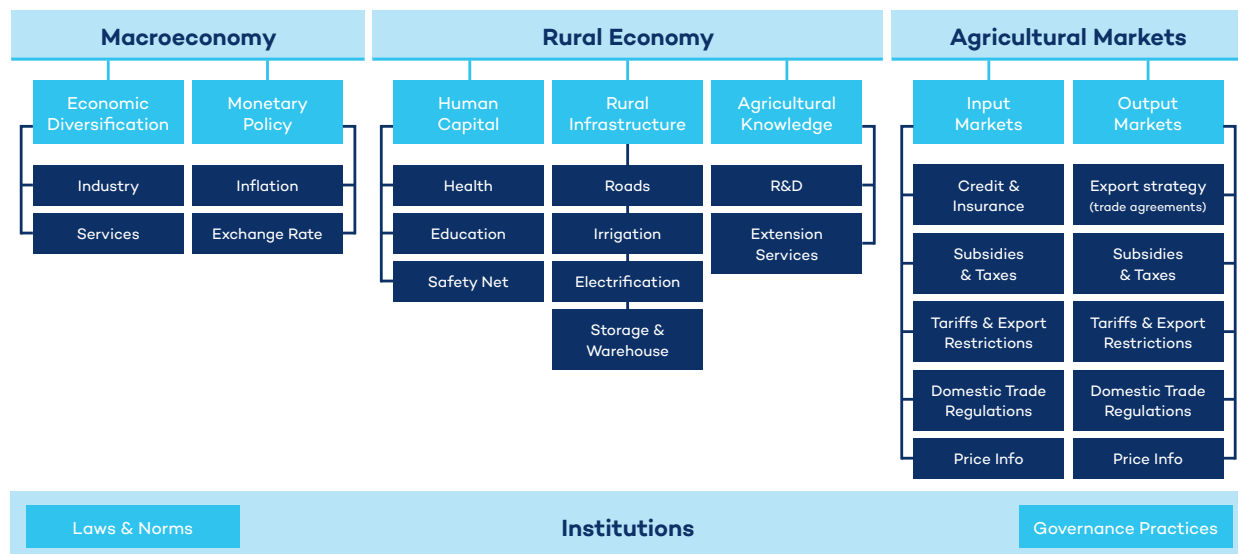 Macroeconomy
Economic
Diversification
Industry
Services
Monetary
Policy
Inflation
Exchange Rate
Rural Economy
Human
Capital
Health
Education
Safety Net
Rural
Infrastructure
Roads
Irrigation
Electrification
Storage &
Warehouse
Agricultural
Knowledge
R&D
Extension
Services
Agricultural Markets
Input
Markets
Credit &
Insurance
Subsidies
& Taxes
Tariffs & Export
Restrictions
Domestic Trade
Regulations
Price Info
Output
Markets
Export strategy
(trade agreements)
Subsidies
& Taxes
Tariffs & Export
Restrictions
Domestic Trade
Regulations
Price Info
Laws & Norms
Institutions
Governance Practices